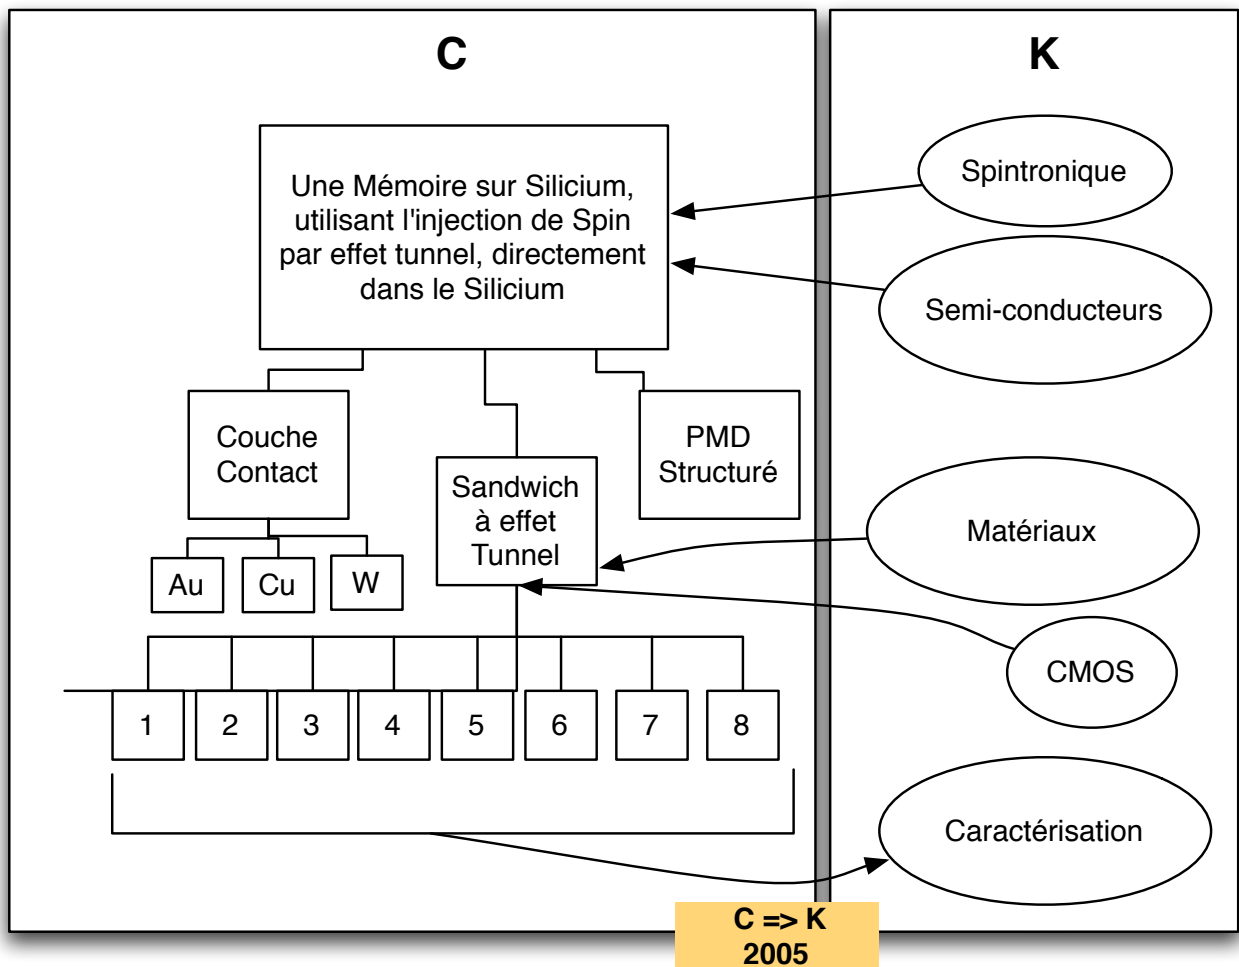 C
Une Mémoire sur Silicium,
utilisant l'injection de Spin
par effet tunnel, directement
dans le Silicium
Couche
Contact
Sandwich
à effet
Tunnel
PMD
Structuré
Au
Cu
W
1
2
3
4
5
6
7
8
K
Spintronique
Semi-conducteurs
Matériaux
CMOS
Caractérisation
C => K
2005